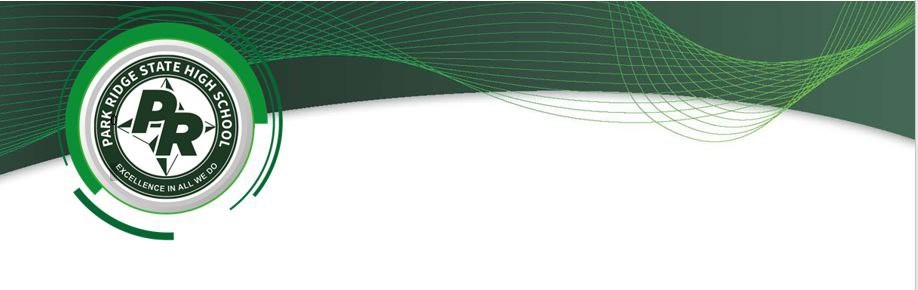 PARK RIDGE STATE HIGH SCHOOL
PR
EXCELLENCE IN ALL WE DO